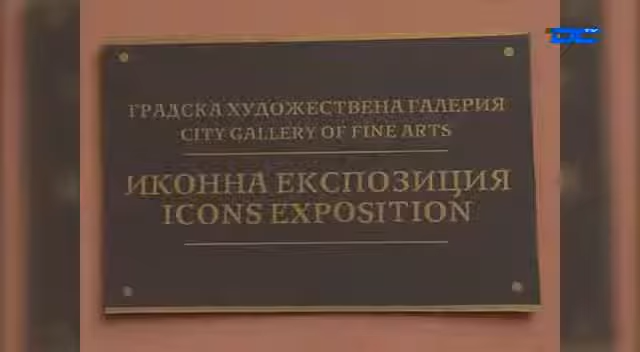 ГРАДСКА ХУДОЖЕСТВЕНА ГАЛЕРИЯ
CITY GALLERY OF FINE ARTS
ИКОННА ЕКСПОЗИЦИЯ
ICONS EXPOSITION